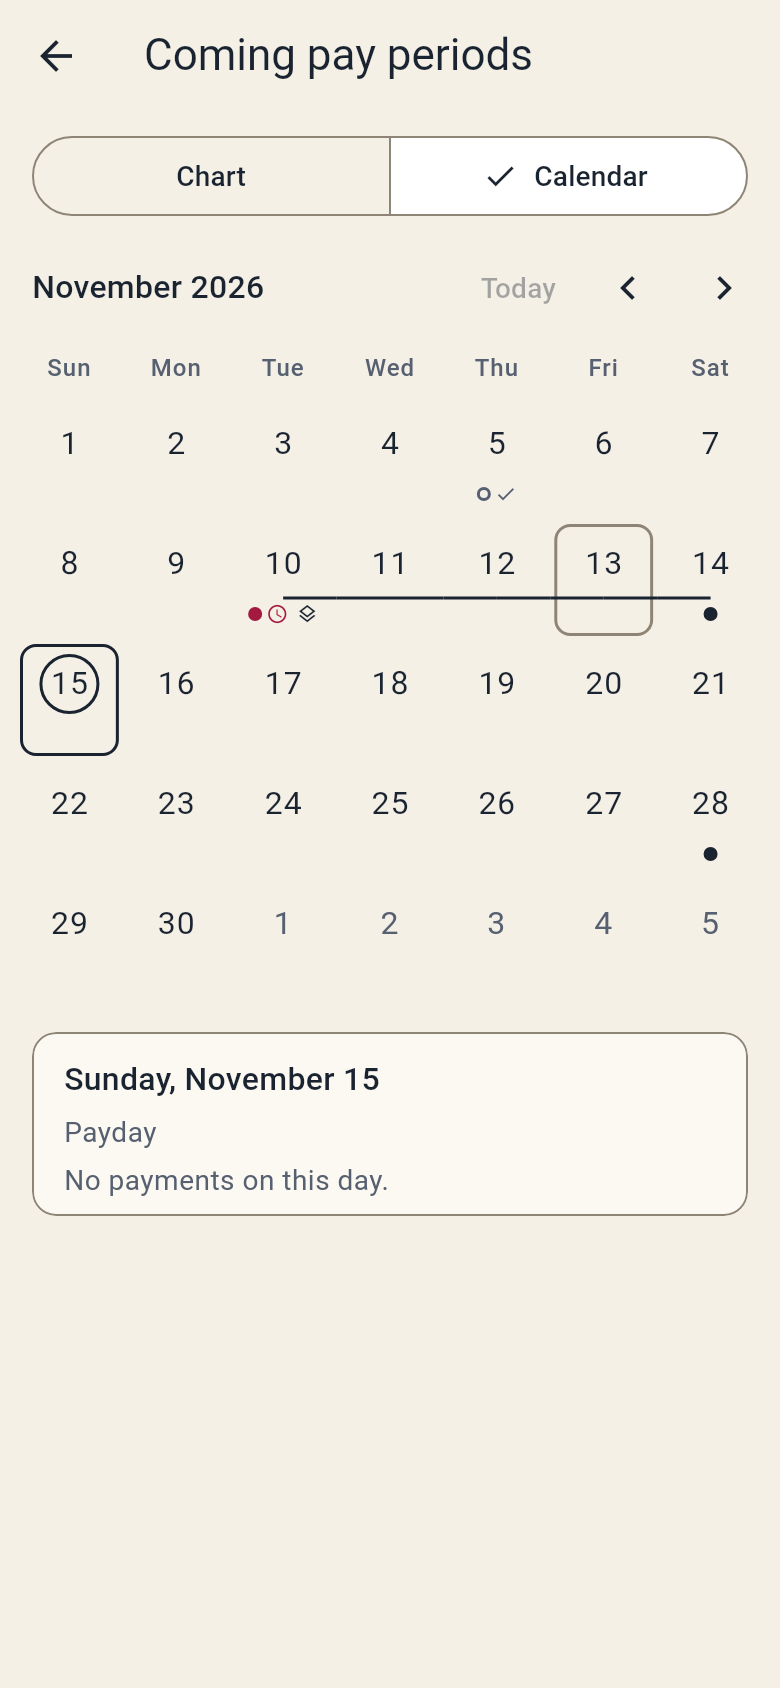 Coming pay periods
Chart Calendar
November 2026 Today
Sun Mon Tue Wed Thu Fri Sat
1 2 3 4 5 6 7
8 9 10 11 12 13 14
15 16 17 18 19 20 21
22 23 24 25 26 27 28
29 30 1 2 3 4 5
Sunday, November 15
Payday
No payments on this day.